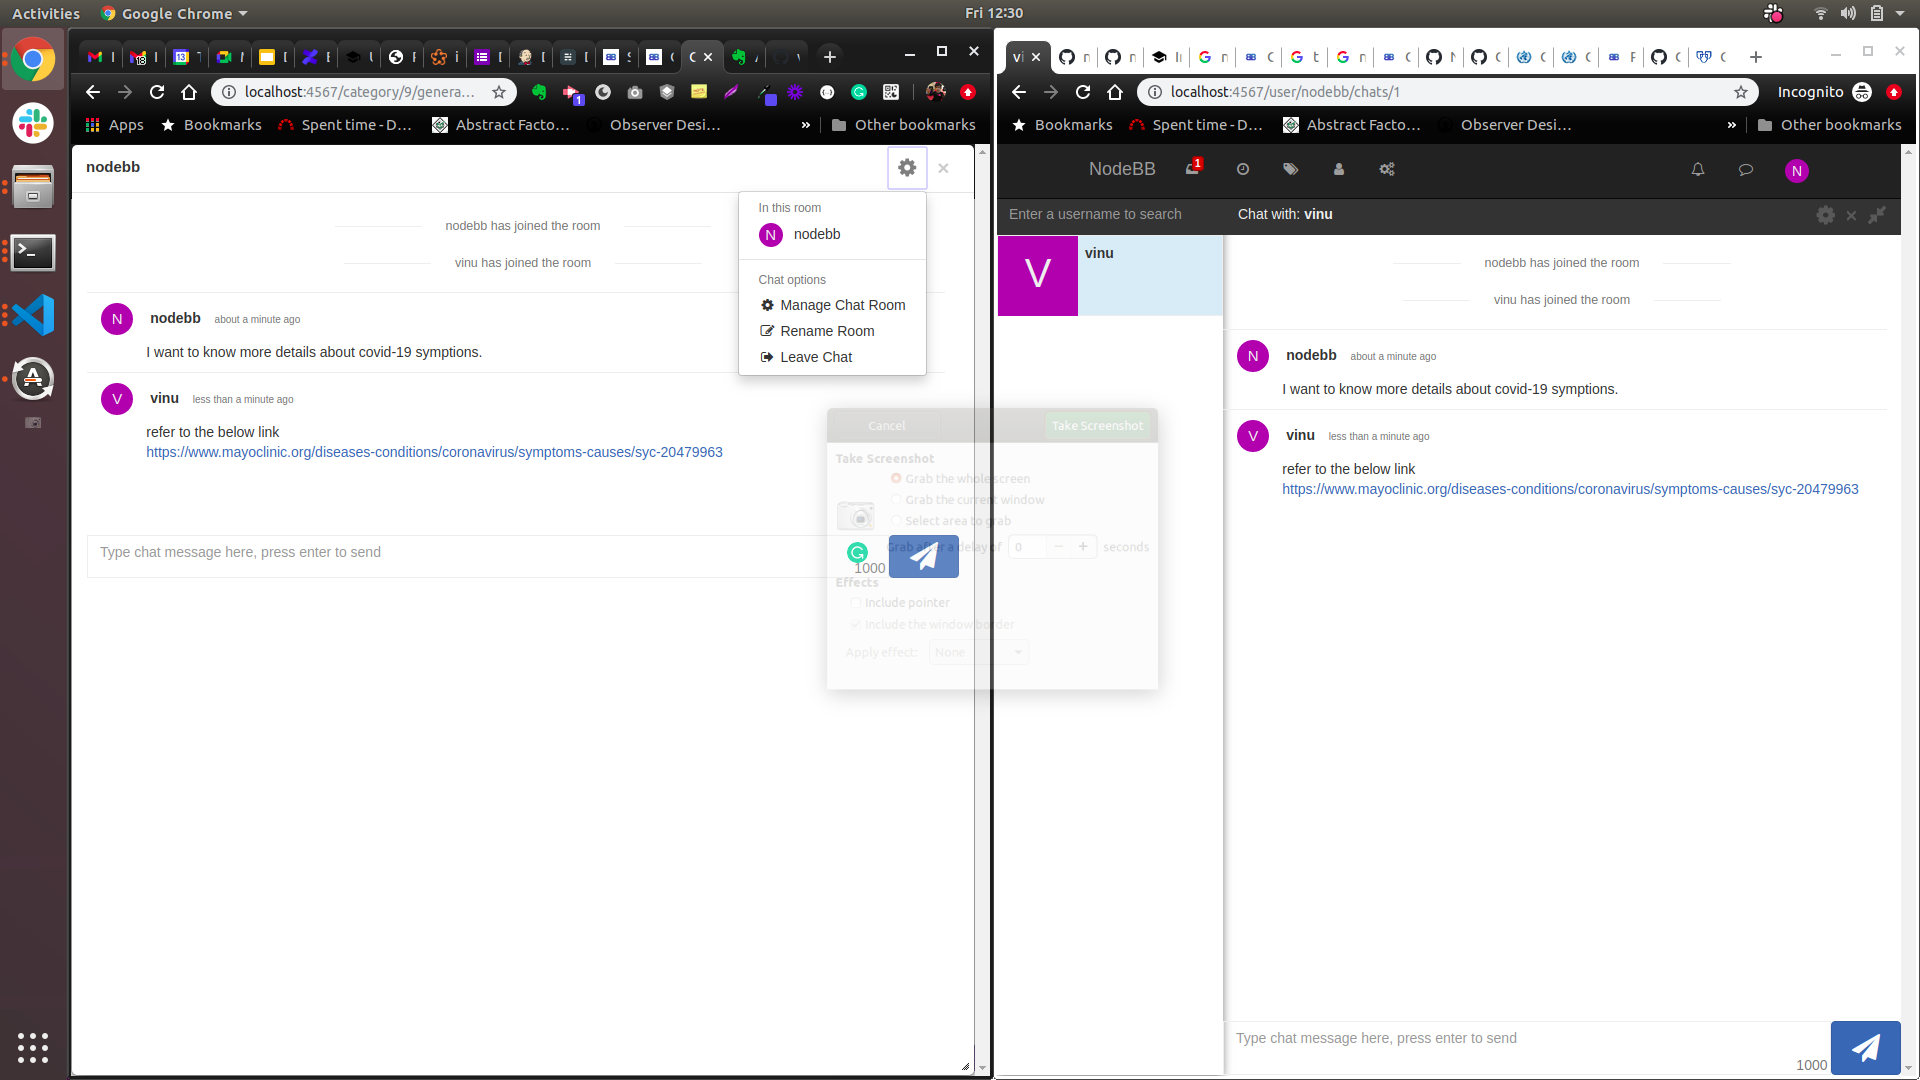 Activities
Google Chrome
Fri 12:30
localhost:4567/category/9/genera...
Apps
Bookmarks
Spent time - D...
Abstract Facto...
Observer Desi...
»
Other bookmarks
nodebb
nodebb has joined the room
vinu has joined the room
N
nodebb
about a minute ago
I want to know more details about covid-19 symptions.
V
vinu
less than a minute ago
refer to the below link
https://www.mayoclinic.org/diseases-conditions/coronavirus/symptoms-causes/syc-20479963
Type chat message here, press enter to send
1000
In this room
N
nodebb
Chat options
Manage Chat Room
Rename Room
Leave Chat
Cancel
Take Screenshot
Take Screenshot
Grab the whole screen
Grab the current window
Select area to grab
Grab after a delay of
0
seconds
Effects
Include pointer
Include the window border
Apply effect:
None
vi
localhost:4567/user/nodebb/chats/1
Incognito
Bookmarks
Spent time - D...
Abstract Facto...
Observer Desi...
»
Other bookmarks
NodeBB
1
N
Enter a username to search
Chat with: vinu
V
vinu
nodebb has joined the room
vinu has joined the room
N
nodebb
about a minute ago
I want to know more details about covid-19 symptions.
V
vinu
less than a minute ago
refer to the below link
https://www.mayoclinic.org/diseases-conditions/coronavirus/symptoms-causes/syc-20479963
Type chat message here, press enter to send
1000